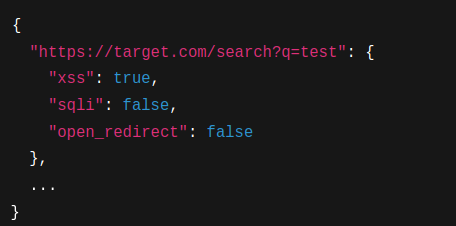 {
"https://target.com/search?q=test": {
"xss": true,
"sqli": false,
"open_redirect": false
},
...
}